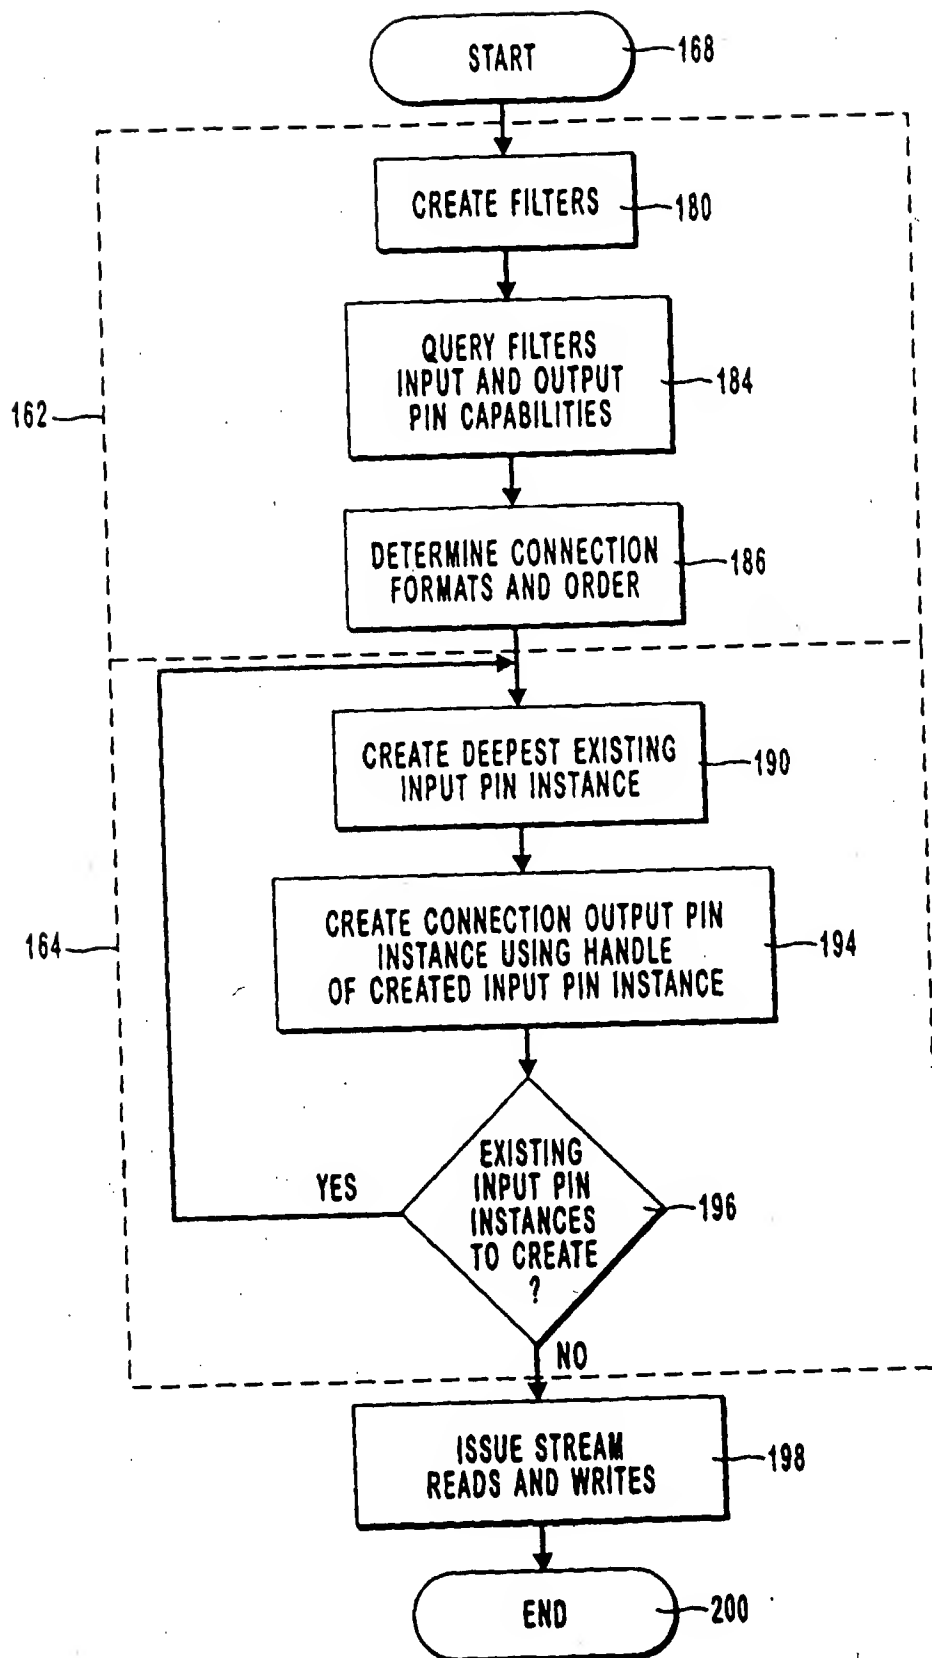 START
168
CREATE FILTERS
180
QUERY FILTERS
INPUT AND OUTPUT
PIN CAPABILITIES
184
162
DETERMINE CONNECTION
FORMATS AND ORDER
186
CREATE DEEPEST EXISTING
INPUT PIN INSTANCE
190
CREATE CONNECTION OUTPUT PIN
INSTANCE USING HANDLE
OF CREATED INPUT PIN INSTANCE
194
164
EXISTING
INPUT PIN
INSTANCES
TO CREATE
?
196
YES
NO
ISSUE STREAM
READS AND WRITES
198
END
200